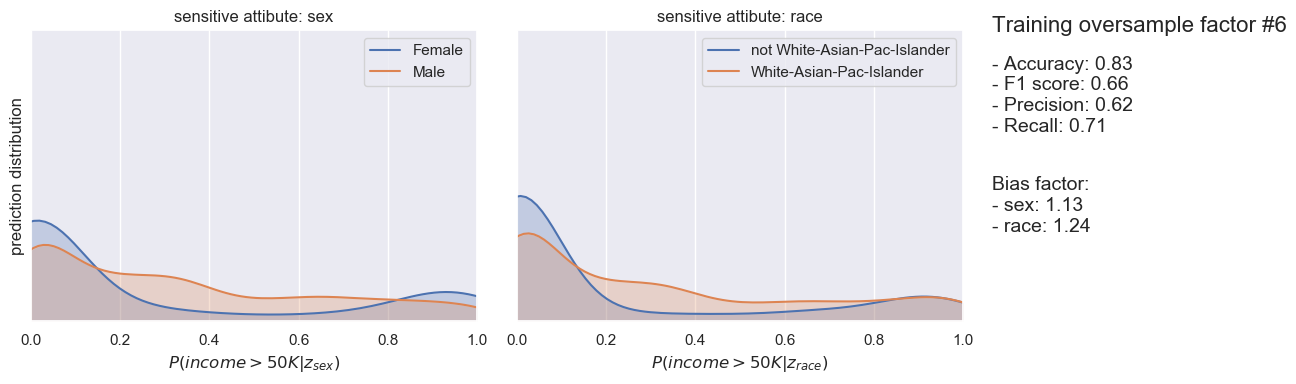 sensitive attibute: sex
sensitive attibute: race
Training oversample factor #6
Female
Male
not White-Asian-Pac-Islander
White-Asian-Pac-Islander
- Accuracy: 0.83
- F1 score: 0.66
- Precision: 0.62
- Recall: 0.71
Bias factor:
- sex: 1.13
- race: 1.24
prediction distribution
0.0 0.2 0.4 0.6 0.8 1.0
0.0 0.2 0.4 0.6 0.8 1.0
P(income > 50K|z_sex)
P(income > 50K|z_race)